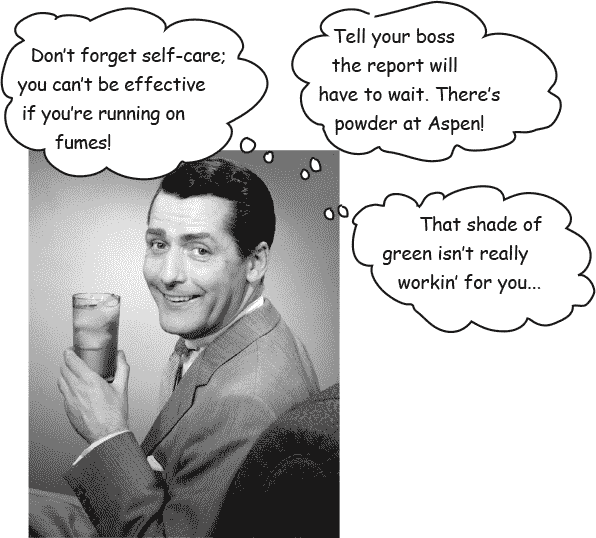 Don't forget self-care;
you can't be effective
if you're running on
fumes!
Tell your boss
the report will
have to wait. There's
powder at Aspen!
That shade of
green isn't really
workin' for you...